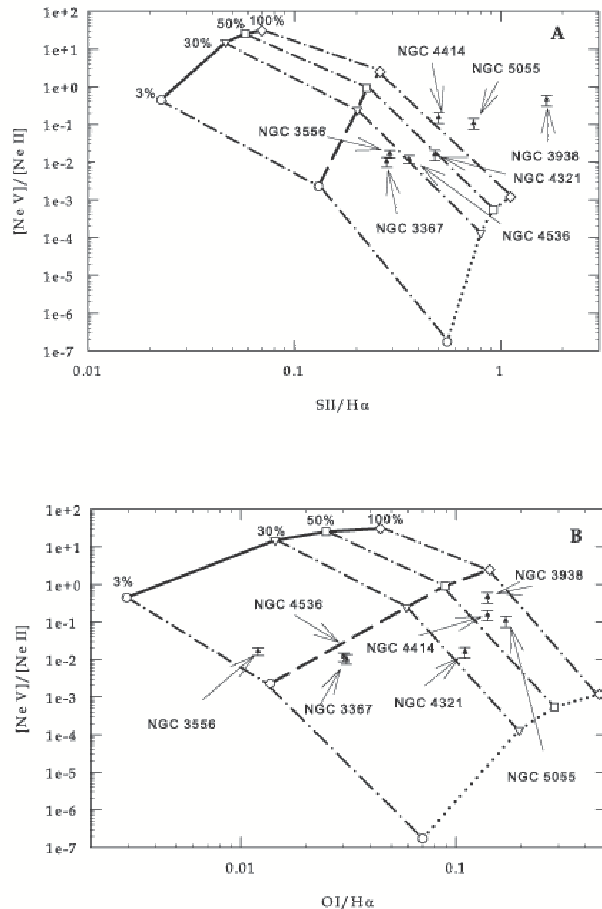 1e+2
50% 100%
A
1e+1
30%
NGC 4414
NGC 5055
1e+0
3%
[Ne V]/[Ne II]
1e-1
NGC 3556
1e-2
NGC 3938
NGC 4321
1e-3
NGC 3367
NGC 4536
1e-4
1e-5
1e-6
1e-7
0.01 0.1 1
SII/Hα
1e+2
50% 100%
B
1e+1
30%
1e+0
3%
NGC 3938
NGC 4536
[Ne V]/[Ne II]
1e-1
NGC 4414
1e-2
NGC 3556
NGC 3367
NGC 4321
1e-3
1e-4
NGC 5055
1e-5
1e-6
1e-7
0.01 0.1
OI/Hα